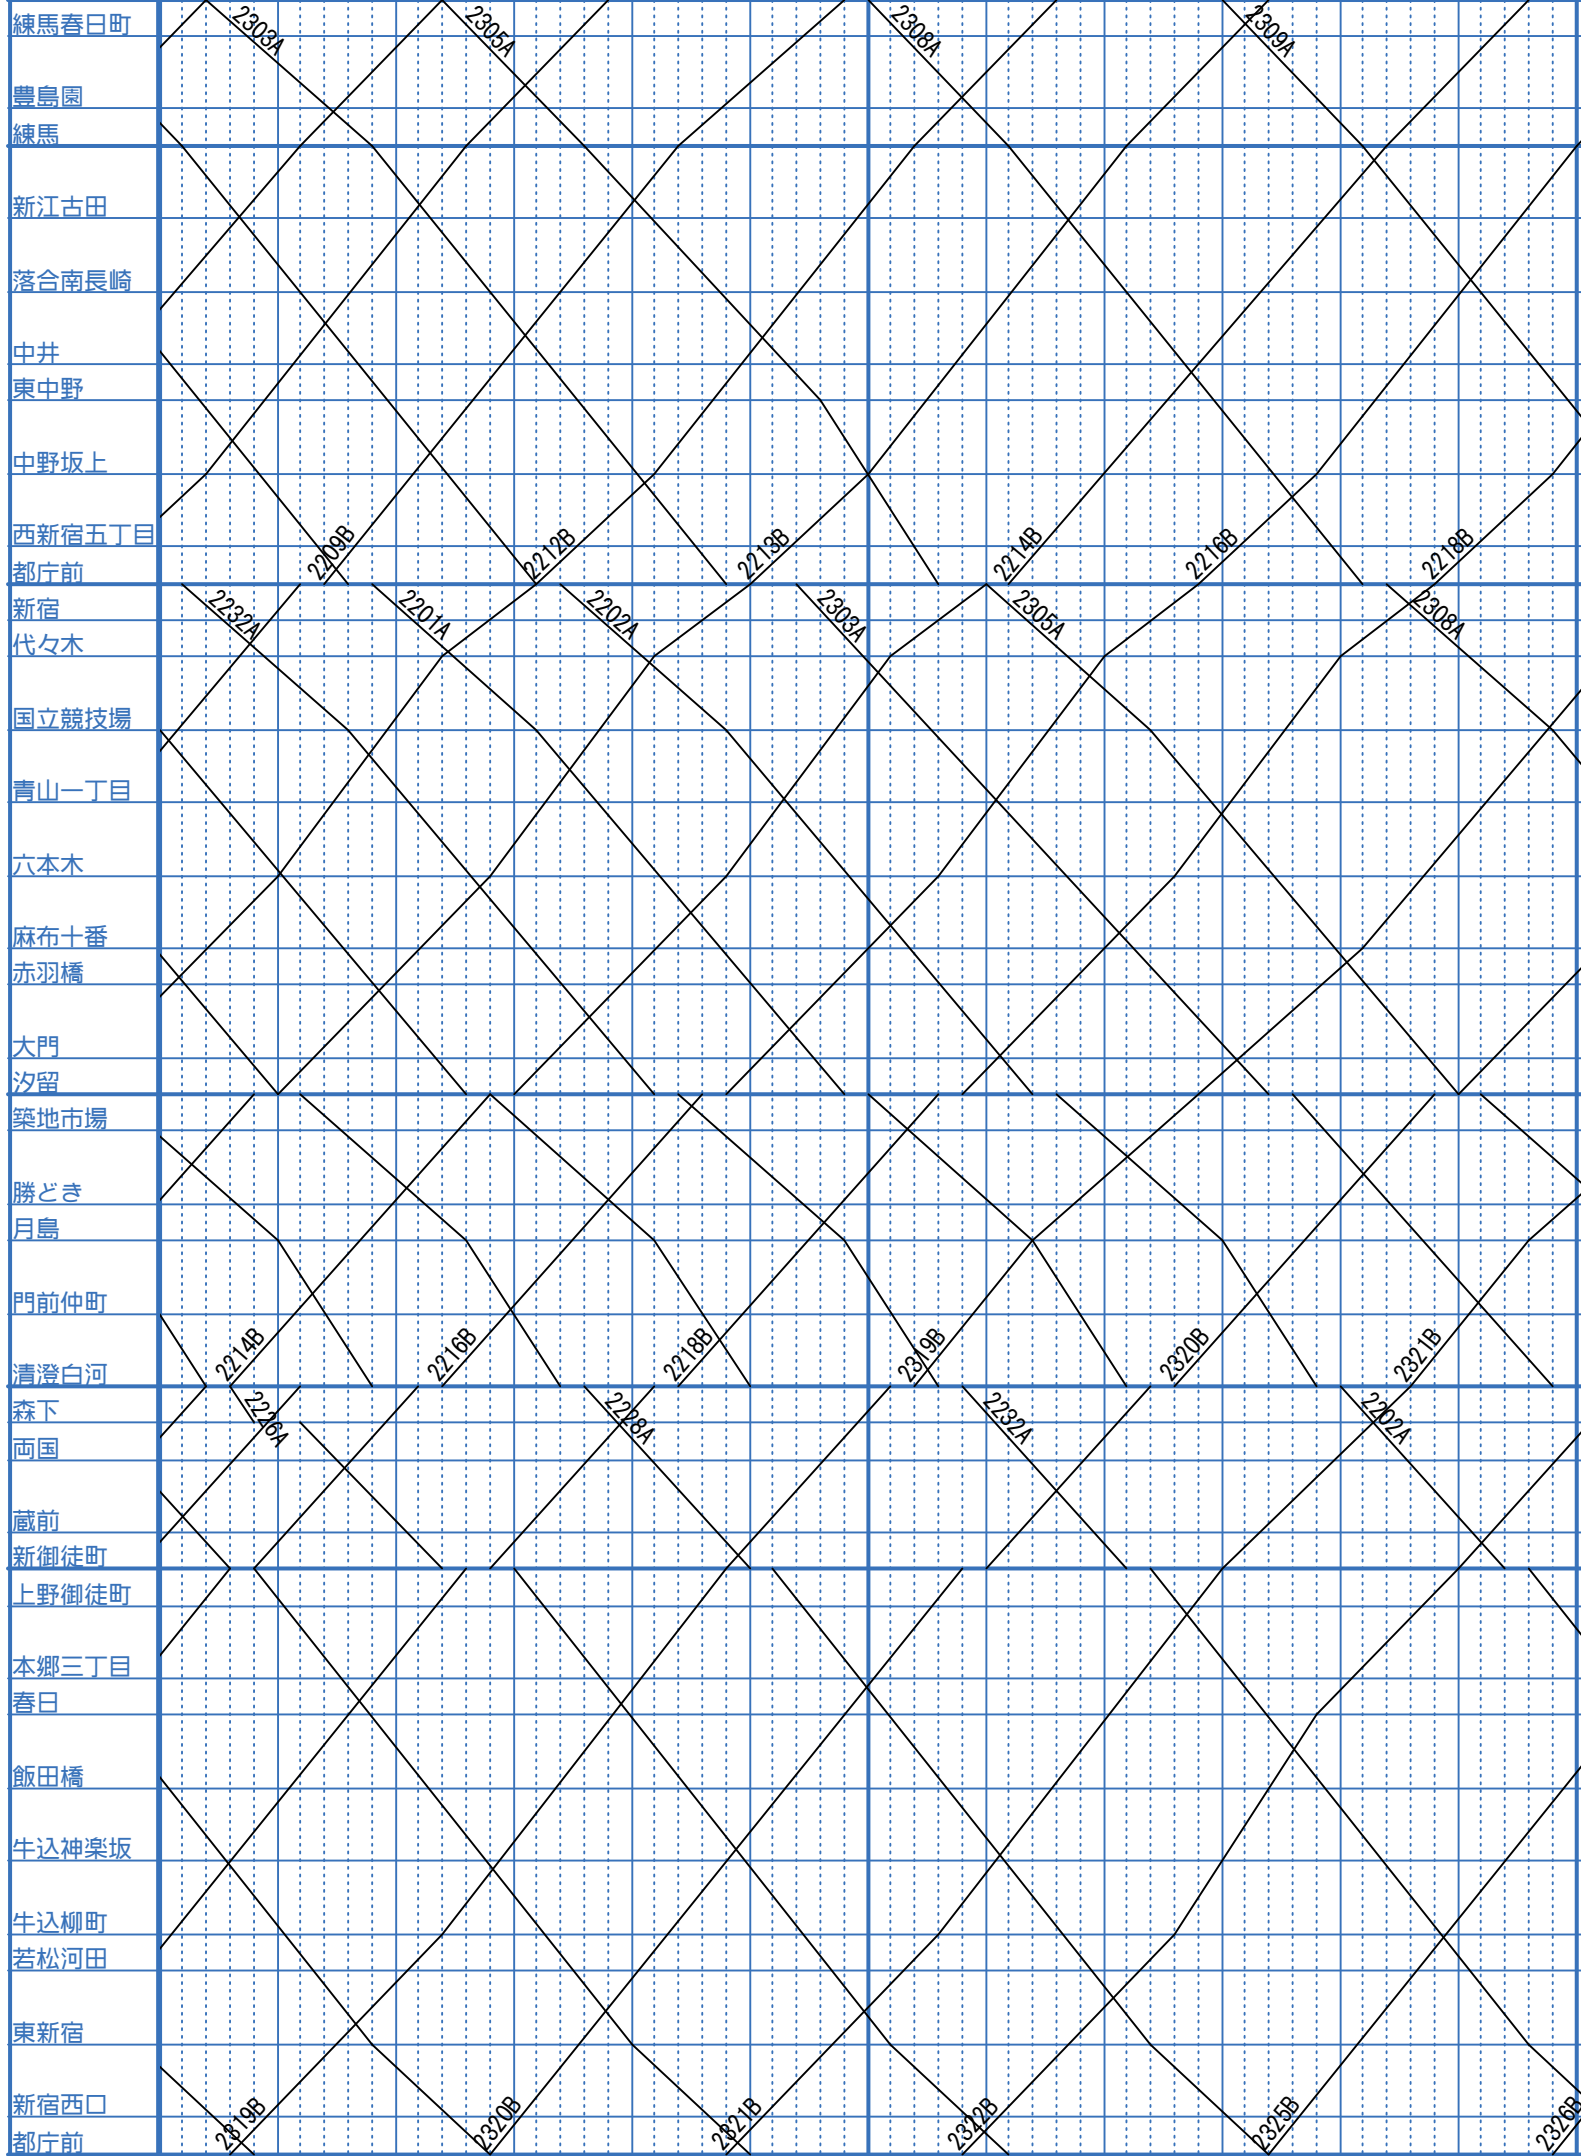 練馬春日町
2303A
2305A
2308A
2309A
豊島園
練馬
新江古田
落合南長崎
中井
東中野
中野坂上
西新宿五丁目
2209B
2212B
2213B
2214B
2216B
2218B
都庁前
新宿
2232A
2201A
2202A
2303A
2305A
2308A
代々木
国立競技場
青山一丁目
六本木
麻布十番
赤羽橋
大門
汐留
築地市場
勝どき
月島
門前仲町
清澄白河
2214B
2216B
2218B
2319B
2320B
2321B
森下
2226A
2228A
2232A
2202A
両国
蔵前
新御徒町
上野御徒町
本郷三丁目
春日
飯田橋
牛込神楽坂
牛込柳町
若松河田
東新宿
新宿西口
2319B
2320B
2321B
2322B
2325B
2326B
都庁前